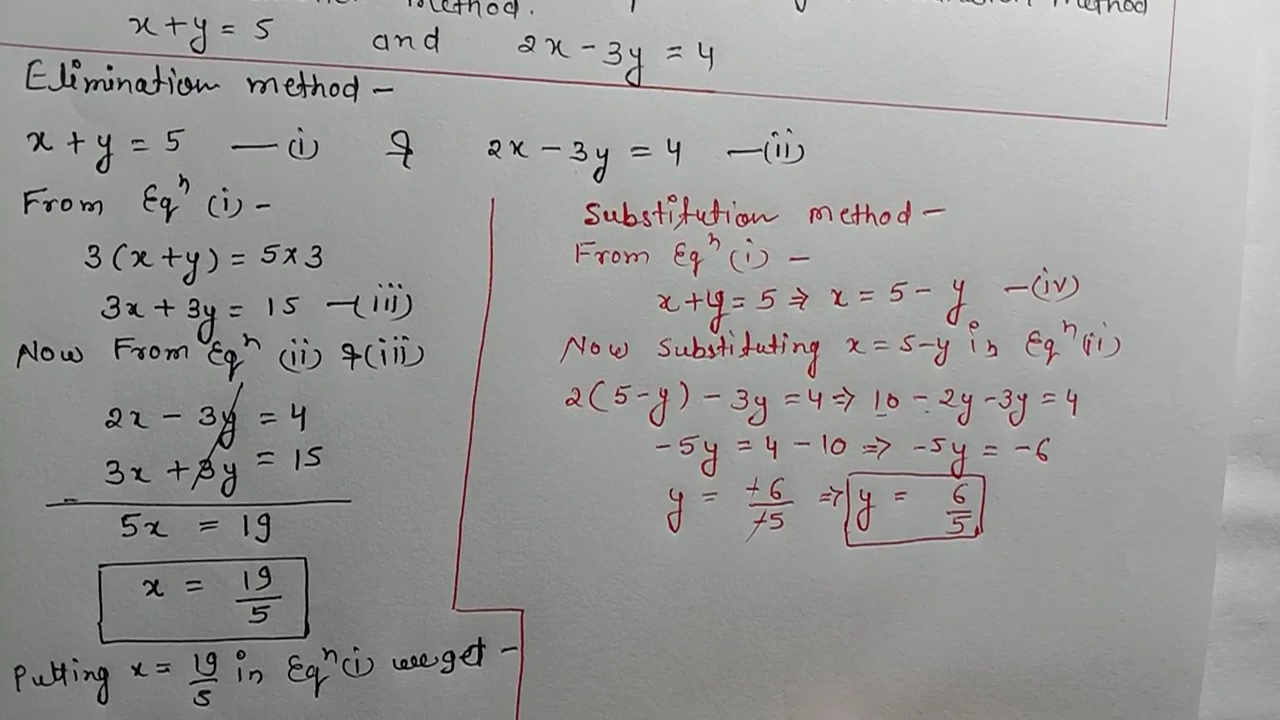 Method. Method
x + y = 5 and 2x - 3y = 4
Elimination method -
x + y = 5 —(i) & 2x - 3y = 4 —(ii)
From Eqⁿ (i) -
3(x+y) = 5×3
3x + 3y = 15 —(iii)
Now From Eqⁿ (ii) & (iii)
2x - 3y = 4
3x + 3y = 15
5x = 19
x = 19/5
Putting x = 19/5 in Eqⁿ (i) we get -
Substitution method -
From Eqⁿ (i) -
x + y = 5 ⇒ x = 5 - y —(iv)
Now Substituting x = 5-y in Eqⁿ (ii)
2(5-y) - 3y = 4 ⇒ 10 - 2y - 3y = 4
-5y = 4 - 10 ⇒ -5y = -6
y = +6/+5 ⇒ y = 6/5